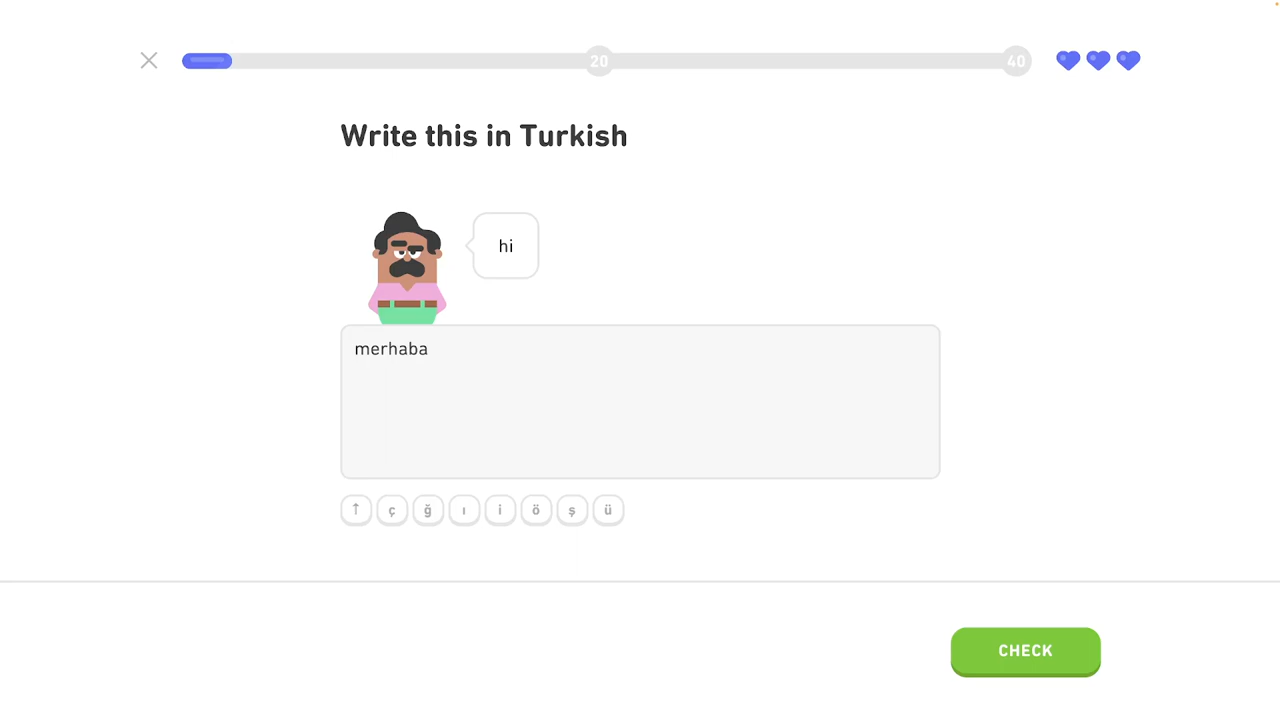 20
40
Write this in Turkish
hi
merhaba
↑ ç ğ ı i ö ş ü
CHECK